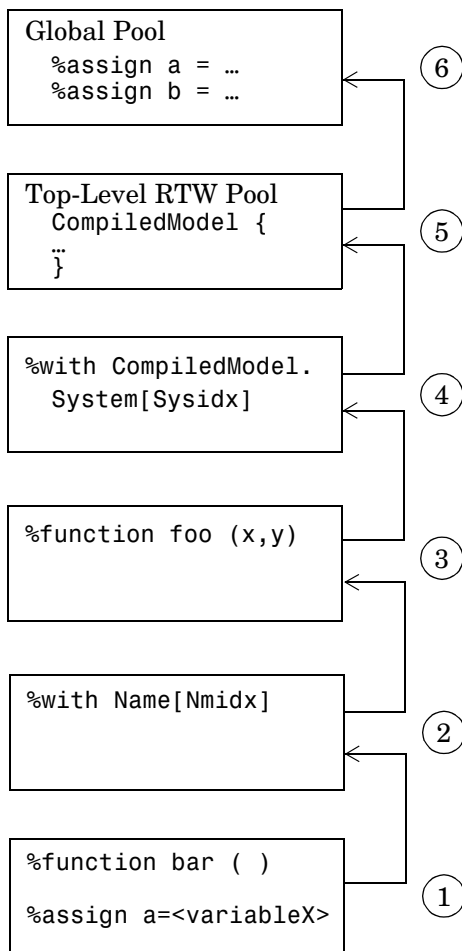 Global Pool
%assign a = …
%assign b = …
6
Top-Level RTW Pool
CompiledModel {
…
}
5
%with CompiledModel.
System[Sysidx]
4
%function foo (x,y)
3
%with Name[Nmidx]
2
%function bar ( )
%assign a=<variableX>
1